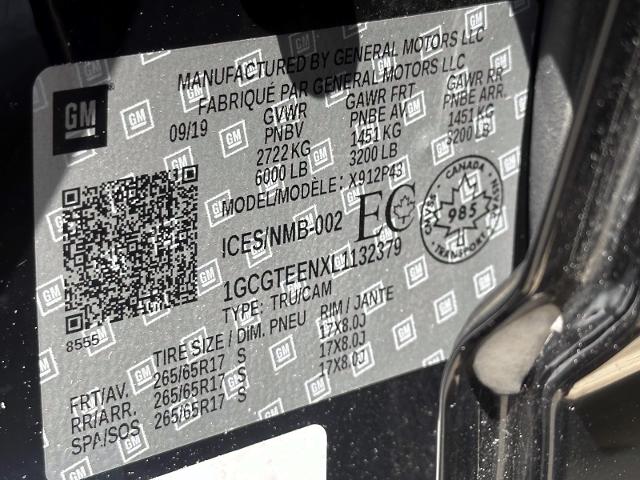 MANUFACTURED BY GENERAL MOTORS LLC
FABRIQUÉ PAR GENERAL MOTORS LLC
GM
09/19
GVWR
PNBV
2722 KG
6000 LB
GAWR FRT
PNBE AV
1451 KG
3200 LB
GAWR RR
PNBE ARR.
1451 KG
3200 LB
MODEL/MODÈLE: X912P43
ICES/NMB-002
EC
CANADA
985
TRANSPORT
1GCGTEENXL1132379
TYPE: TRU/CAM
8555
TIRE SIZE / DIM. PNEU RIM / JANTE
FRT/AV. 265/65R17 S 17X8.0J
RR/ARR. 265/65R17 S 17X8.0J
SPA/SOS 265/65R17 S 17X8.0J